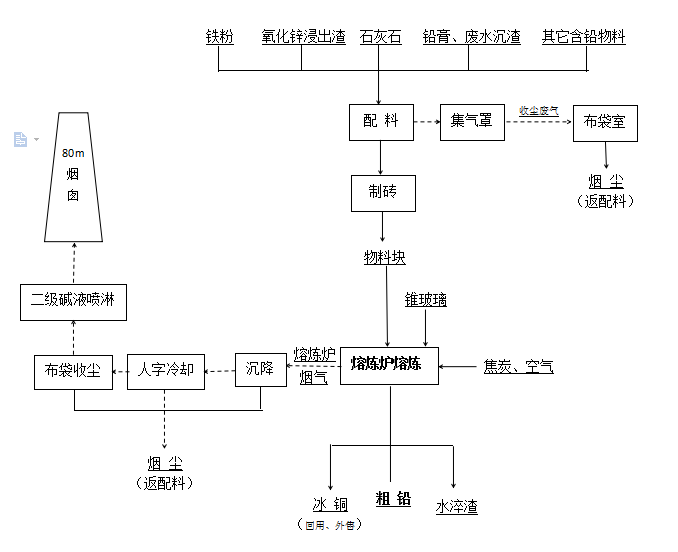 铁粉 氧化锌浸出渣 石灰石 铅膏、废水沉渣 其它含铅物料
配 料 集气罩 收尘废气 布袋室
80m
烟
囱
制砖 烟 尘
（返配料）
物料块
二级碱液喷淋 锥玻璃
布袋收尘 人字冷却 沉降 熔炼炉
烟气 熔炼炉熔炼 焦炭、空气
烟 尘
（返配料）
冰 铜 粗 铅 水淬渣
（回用、外售）